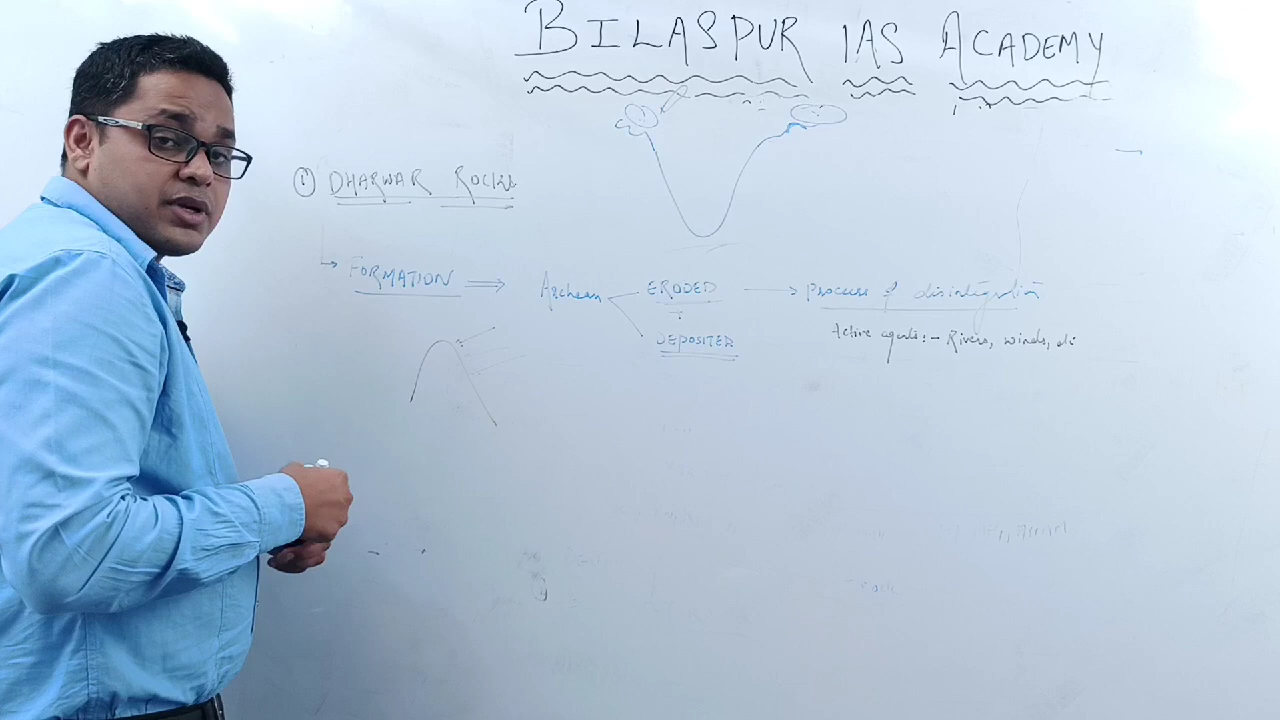 BILASPUR IAS ACADEMY
① DHARWAR ROCKS
FORMATION ⇒ Archean ERODED → Process of disintegration
DEPOSITED Active agents:- Rivers, winds, etc